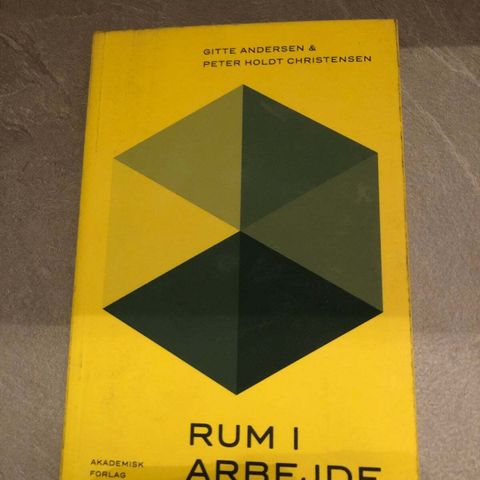 GITTE ANDERSEN &
PETER HOLDT CHRISTENSEN
RUM I
ARBEJDE
AKADEMISK
FORLAG